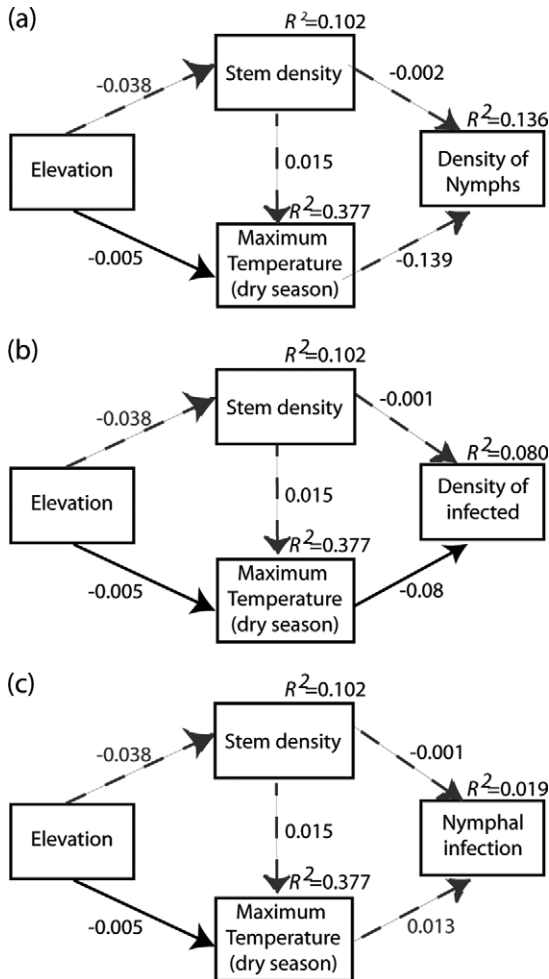 (a)
R²=0.102
Stem density
-0.038
-0.002
R²=0.136
Elevation
Density of
Nymphs
0.015
R²=0.377
-0.005
Maximum
Temperature
(dry season)
-0.139
(b)
R²=0.102
Stem density
-0.038
-0.001
R²=0.080
Elevation
Density of
infected
0.015
R²=0.377
-0.005
Maximum
Temperature
(dry season)
-0.08
(c)
R²=0.102
Stem density
-0.038
-0.001
R²=0.019
Elevation
Nymphal
infection
0.015
R²=0.377
-0.005
Maximum
Temperature
(dry season)
0.013